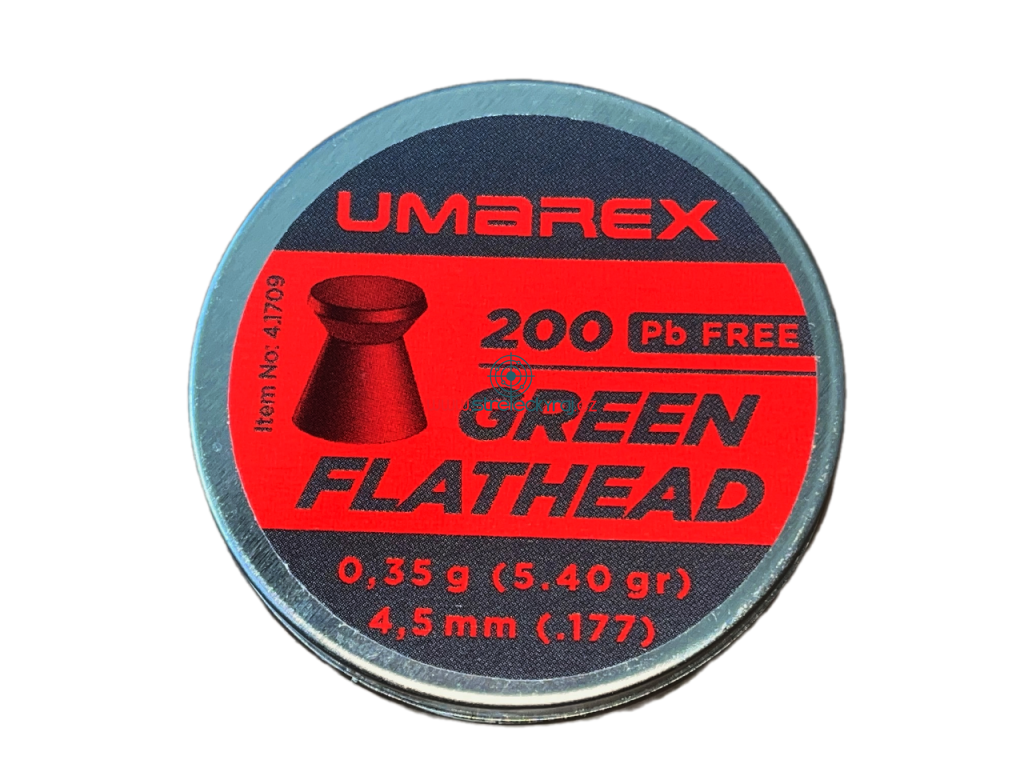 UMAREX
Item No: 4.1709
200 Pb FREE
GREEN
FLATHEAD
0,35 g (5.40 gr)
4,5 mm (.177)